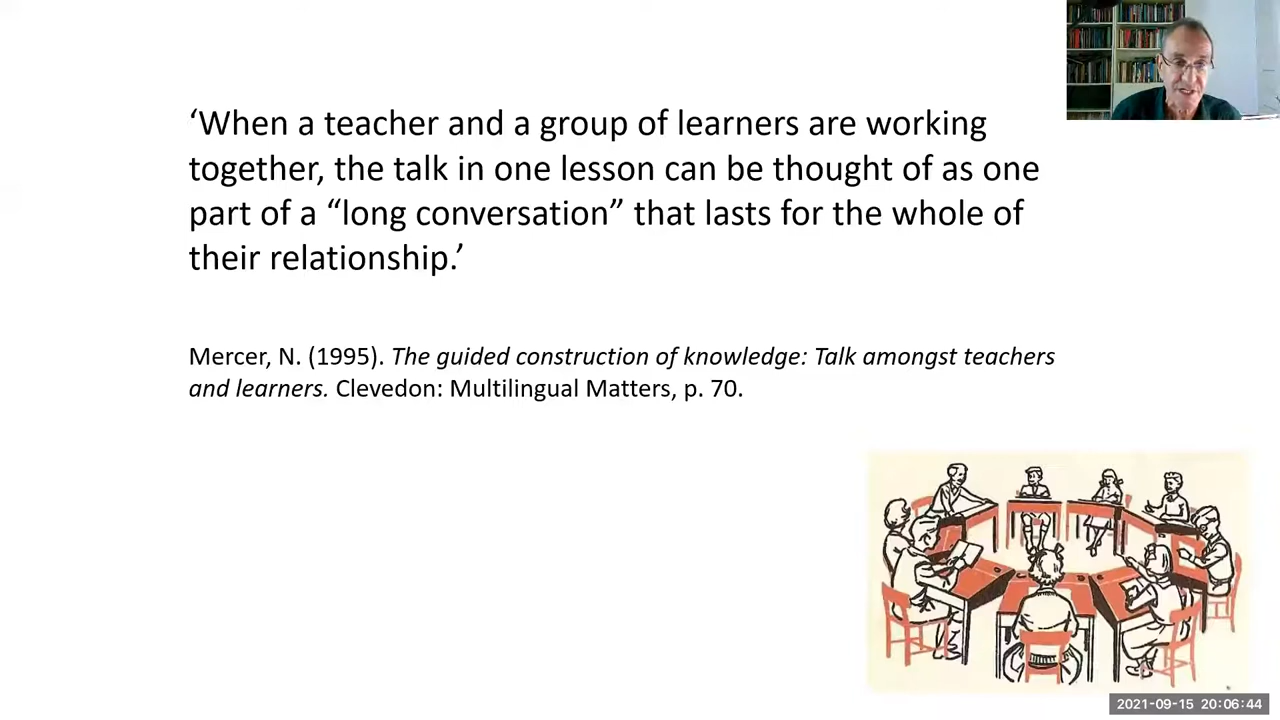 ‘When a teacher and a group of learners are working
together, the talk in one lesson can be thought of as one
part of a “long conversation” that lasts for the whole of
their relationship.’
Mercer, N. (1995). The guided construction of knowledge: Talk amongst teachers
and learners. Clevedon: Multilingual Matters, p. 70.
2021-09-15 20:06:44